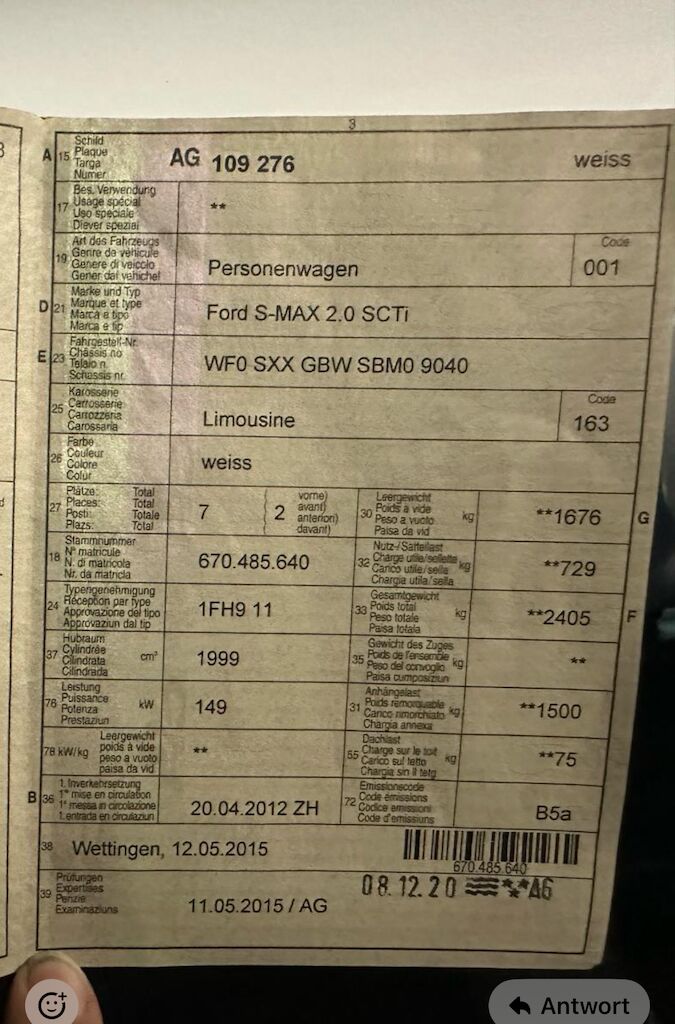 3
A 15 Schild
Plaque
Targa
Numer
AG 109 276 weiss
17 Bes. Verwendung
Usage spécial
Uso speciale
Diever spezial
**
19 Art des Fahrzeugs
Genre de véhicule
Genere di veicolo
Gener dal vehichel
Personenwagen
Code
001
D 21 Marke und Typ
Marque et type
Marca e tipo
Marca e tip
Ford S-MAX 2.0 SCTi
E 23 Fahrgestell-Nr.
Châssis no
Telaio n.
Schassis nr.
WF0 SXX GBW SBM0 9040
25 Karosserie
Carrosserie
Carrozzeria
Carossaria
Limousine
Code
163
26 Farbe
Couleur
Colore
Colur
weiss
27 Plätze: Total
Places: Total
Posti: Totale
Plazs: Total
7
2 vorne)
avant)
anteriori)
davant)
30 Leergewicht
Poids à vide
Peso a vuoto
Paisa da vid
kg
**1676 G
18 Stammnummer
N° matricule
N. di matricola
Nr. da matricla
670.485.640
32 Nutz-/Sattellast
Charge utile/sellette
Carico utile/sella
Chargia utila/sella
kg
**729
24 Typengenehmigung
Réception par type
Approvazione del tipo
Approvaziun dal tip
1FH9 11
33 Gesamtgewicht
Poids total
Peso totale
Paisa totala
kg
**2405 F
37 Hubraum
Cylindrée
Cilindrata
Cilindrada
cm³
1999
35 Gewicht des Zuges
Poids de l'ensemble
Peso del convoglio
Paisa cumposiziun
kg
**
76 Leistung
Puissance
Potenza
Prestaziun
kW
149
31 Anhängelast
Poids remorquable
Carico rimorchiato
Chargia annexa
kg
**1500
78 kW/kg Leergewicht
poids à vide
peso a vuoto
paisa da vid
**
55 Dachlast
Charge sur le toit
Carico sul tetto
Chargia sin il tetg
kg
**75
B 36 1. Inverkehrsetzung
1re mise en circulation
1a messa in circolazione
1. entrada en circulaziun
20.04.2012 ZH
72 Emissionscode
Code émissions
Codice emissioni
Code d'emissiuns
B5a
38 Wettingen, 12.05.2015
670.485.640
39 Prüfungen
Expertises
Perizie
Examinaziuns
11.05.2015 / AG
08.12.20 AG
Antwort